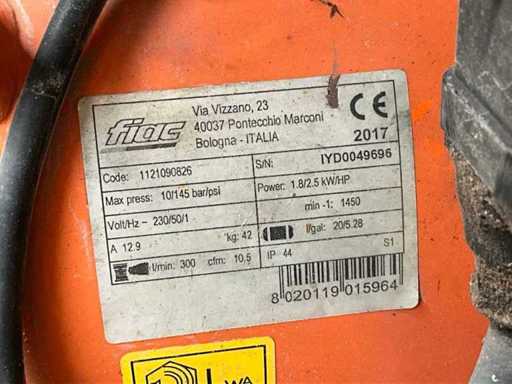 fiac
Via Vizzano, 23
40037 Pontecchio Marconi
Bologna - ITALIA
CE
2017
Code: 1121090826
S/N: IYD0049696
Max press: 10/145 bar/psi
Power: 1.8/2.5 kW/HP
Volt/Hz ~ 230/50/1
min -1: 1450
A 12.9
kg: 42
l/gal: 20/5.28
l/min: 300 cfm: 10.5
IP 44
S1
8 020119 015964
LWA